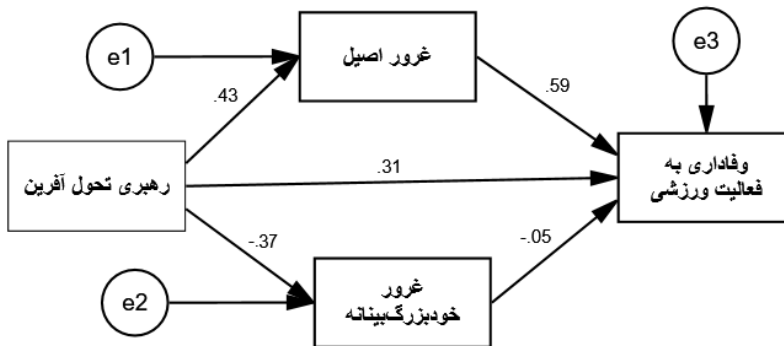 e1
غرور اصیل
e3
.43
.59
رهبری تحول آفرین
.31
وفاداری به
فعالیت ورزشی
-.37
-.05
e2
غرور
خودبزرگ‌بینانه